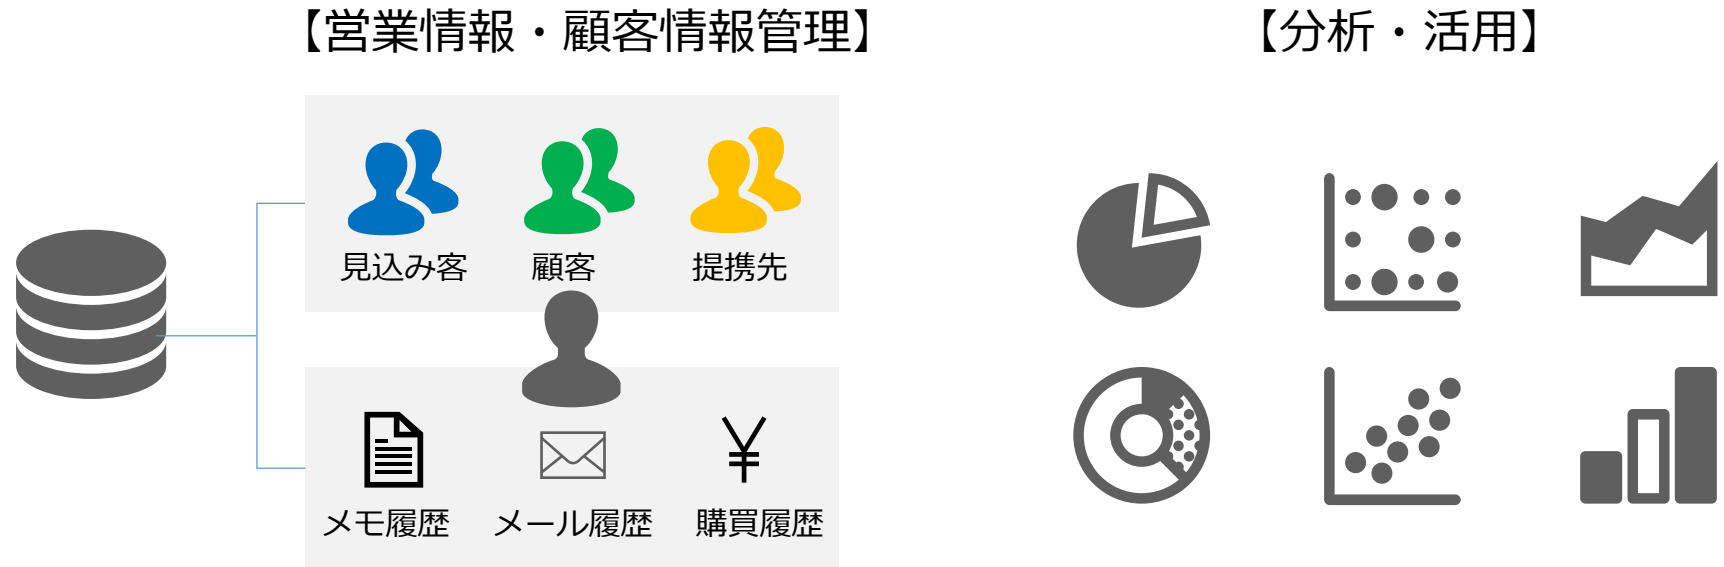 【営業情報・顧客情報管理】
【分析・活用】
見込み客
顧客
提携先
メモ履歴
メール履歴
購買履歴